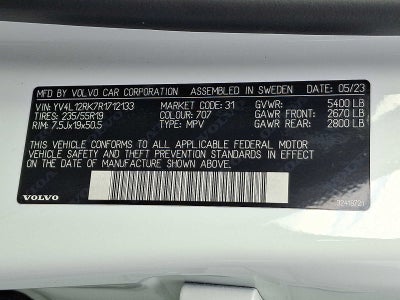 MFD. BY VOLVO CAR CORPORATION ASSEMBLED IN SWEDEN DATE: 05/23
VIN: YV4L12RK7R1712133 MARKET CODE: 31 GVWR: 5400 LB
TIRES: 235/55R19 COLOUR: 707 GAWR FRONT: 2670 LB
RIM: 7.5Jx19x50.5 TYPE: MPV GAWR REAR: 2800 LB
THIS VEHICLE CONFORMS TO ALL APPLICABLE FEDERAL MOTOR
VEHICLE SAFETY AND THEFT PREVENTION STANDARDS IN EFFECT
ON THE DATE OF MANUFACTURE SHOWN ABOVE.
VOLVO